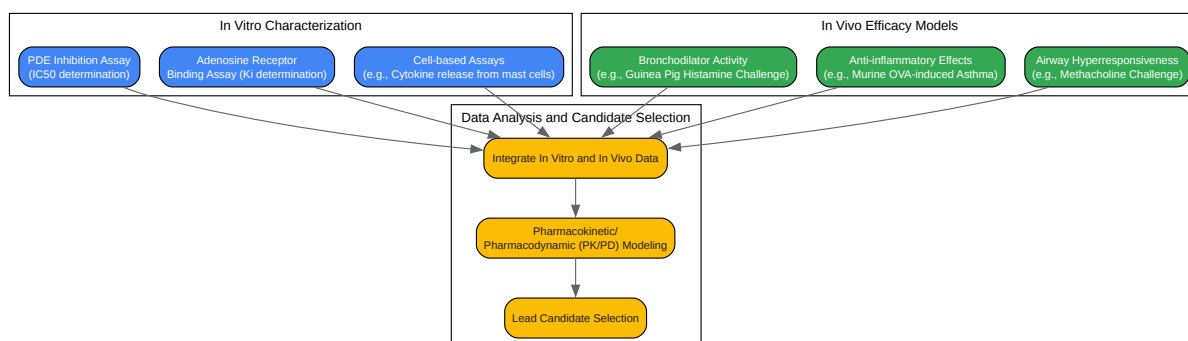 In Vitro Characterization
PDE Inhibition Assay
(IC50 determination)
Adenosine Receptor
Binding Assay (Ki determination)
Cell-based Assays
(e.g., Cytokine release from mast cells)
In Vivo Efficacy Models
Bronchodilator Activity
(e.g., Guinea Pig Histamine Challenge)
Anti-inflammatory Effects
(e.g., Murine OVA-induced Asthma)
Airway Hyperresponsiveness
(e.g., Methacholine Challenge)
Data Analysis and Candidate Selection
Integrate In Vitro and In Vivo Data
Pharmacokinetic/
Pharmacodynamic (PK/PD) Modeling
Lead Candidate Selection